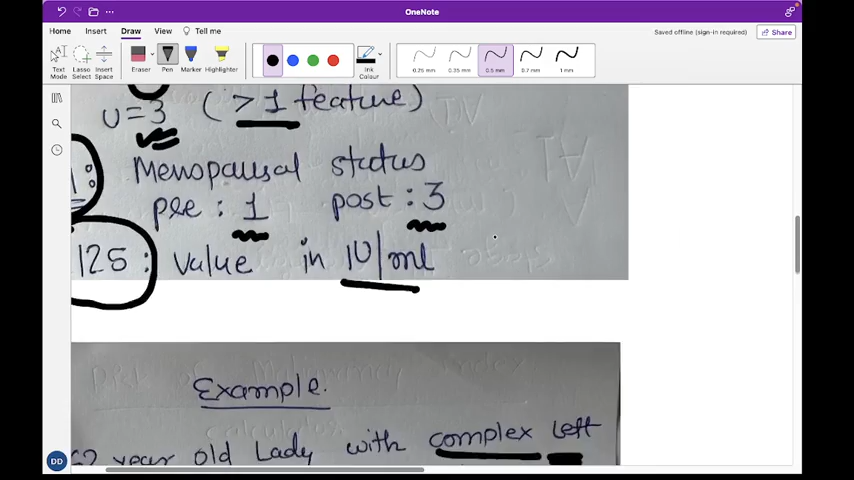 OneNote
Home Insert Draw View Tell me
Saved offline (sign-in required) Share
Text Mode
Lasso Select
Insert Space
Eraser
Pen
Marker
Highlighter
Ink Colour
0.25 mm 0.35 mm 0.5 mm 0.7 mm 1 mm
U=3 (>1 feature)
Menopausal status
pre : 1 post : 3
125 : value in IU/ml
Example.
62 year old Lady with complex Left
DD